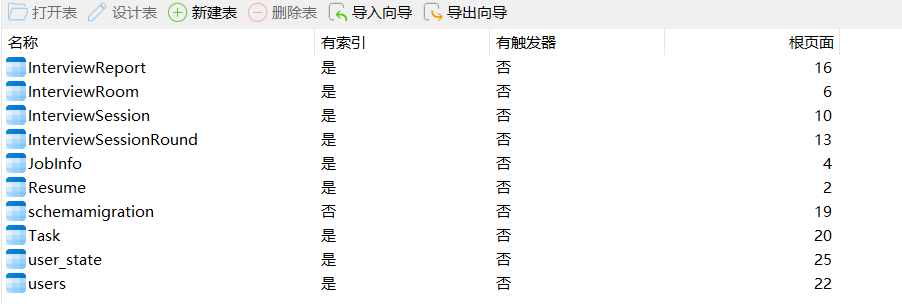 打开表 设计表 新建表 删除表 导入向导 导出向导
名称 有索引 有触发器 根页面
InterviewReport 是 否 16
InterviewRoom 是 否 6
InterviewSession 是 否 10
InterviewSessionRound 是 否 13
JobInfo 是 否 4
Resume 是 否 2
schemamigration 否 否 19
Task 是 否 20
user_state 是 否 25
users 是 否 22